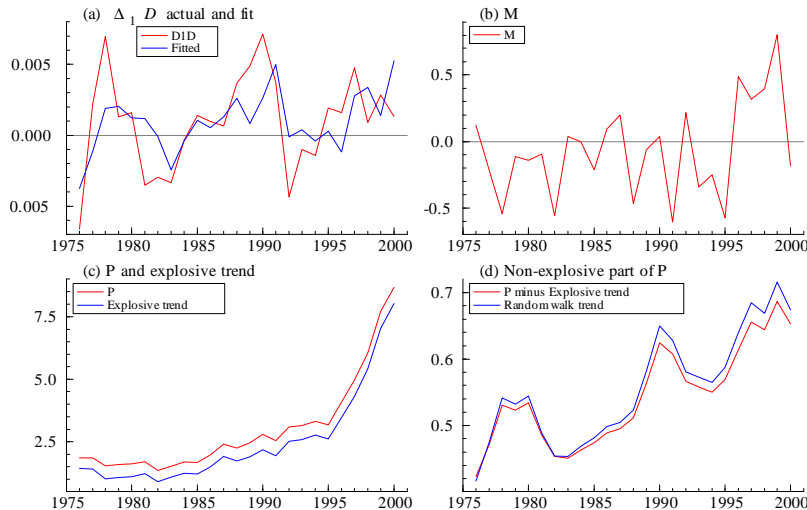 (a) Δ1 D actual and fit
D1D
Fitted
0.005
0.000
0.005
1975 1980 1985 1990 1995 2000
(b) M
M
0.5
0.0
-0.5
1975 1980 1985 1990 1995 2000
(c) P and explosive trend
P
Explosive trend
7.5
5.0
2.5
1975 1980 1985 1990 1995 2000
(d) Non-explosive part of P
P minus Explosive trend
Random walk trend
0.7
0.6
0.5
1975 1980 1985 1990 1995 2000